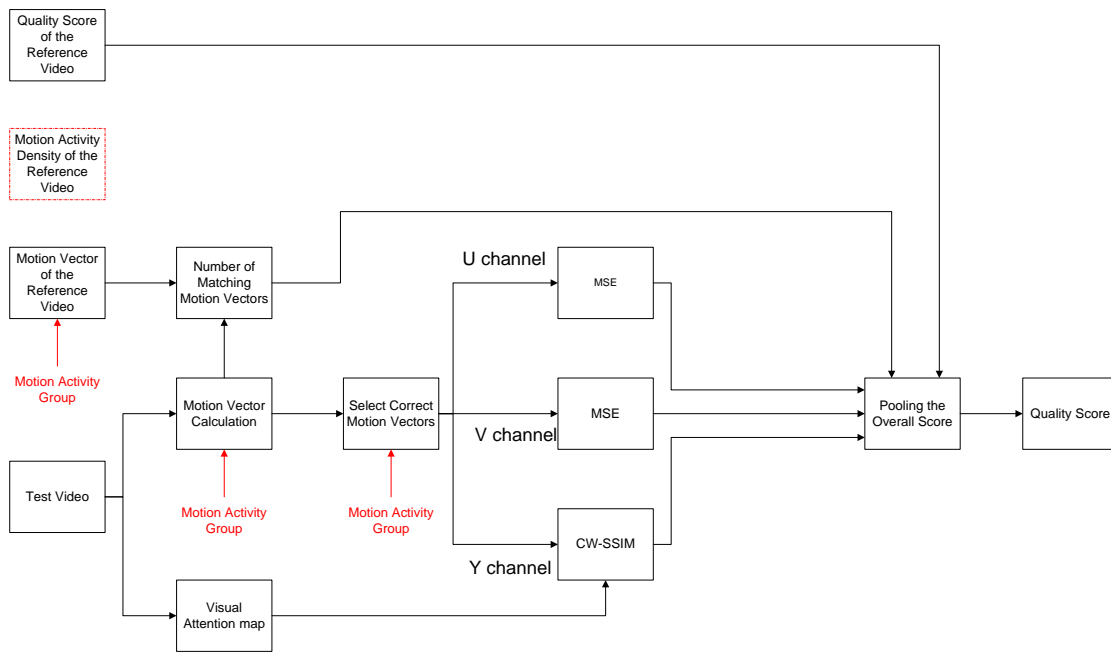 Quality Score
of the
Reference
Video
Motion Activity
Density of the
Reference
Video
Motion Vector
of the
Reference
Video
Number of
Matching
Motion Vectors
U channel
MSE
Motion Activity
Group
Motion Vector
Calculation
Select Correct
Motion Vectors
V channel
MSE
Pooling the
Overall Score
Quality Score
Test Video
Motion Activity
Group
Motion Activity
Group
Y channel
CW-SSIM
Visual
Attention map